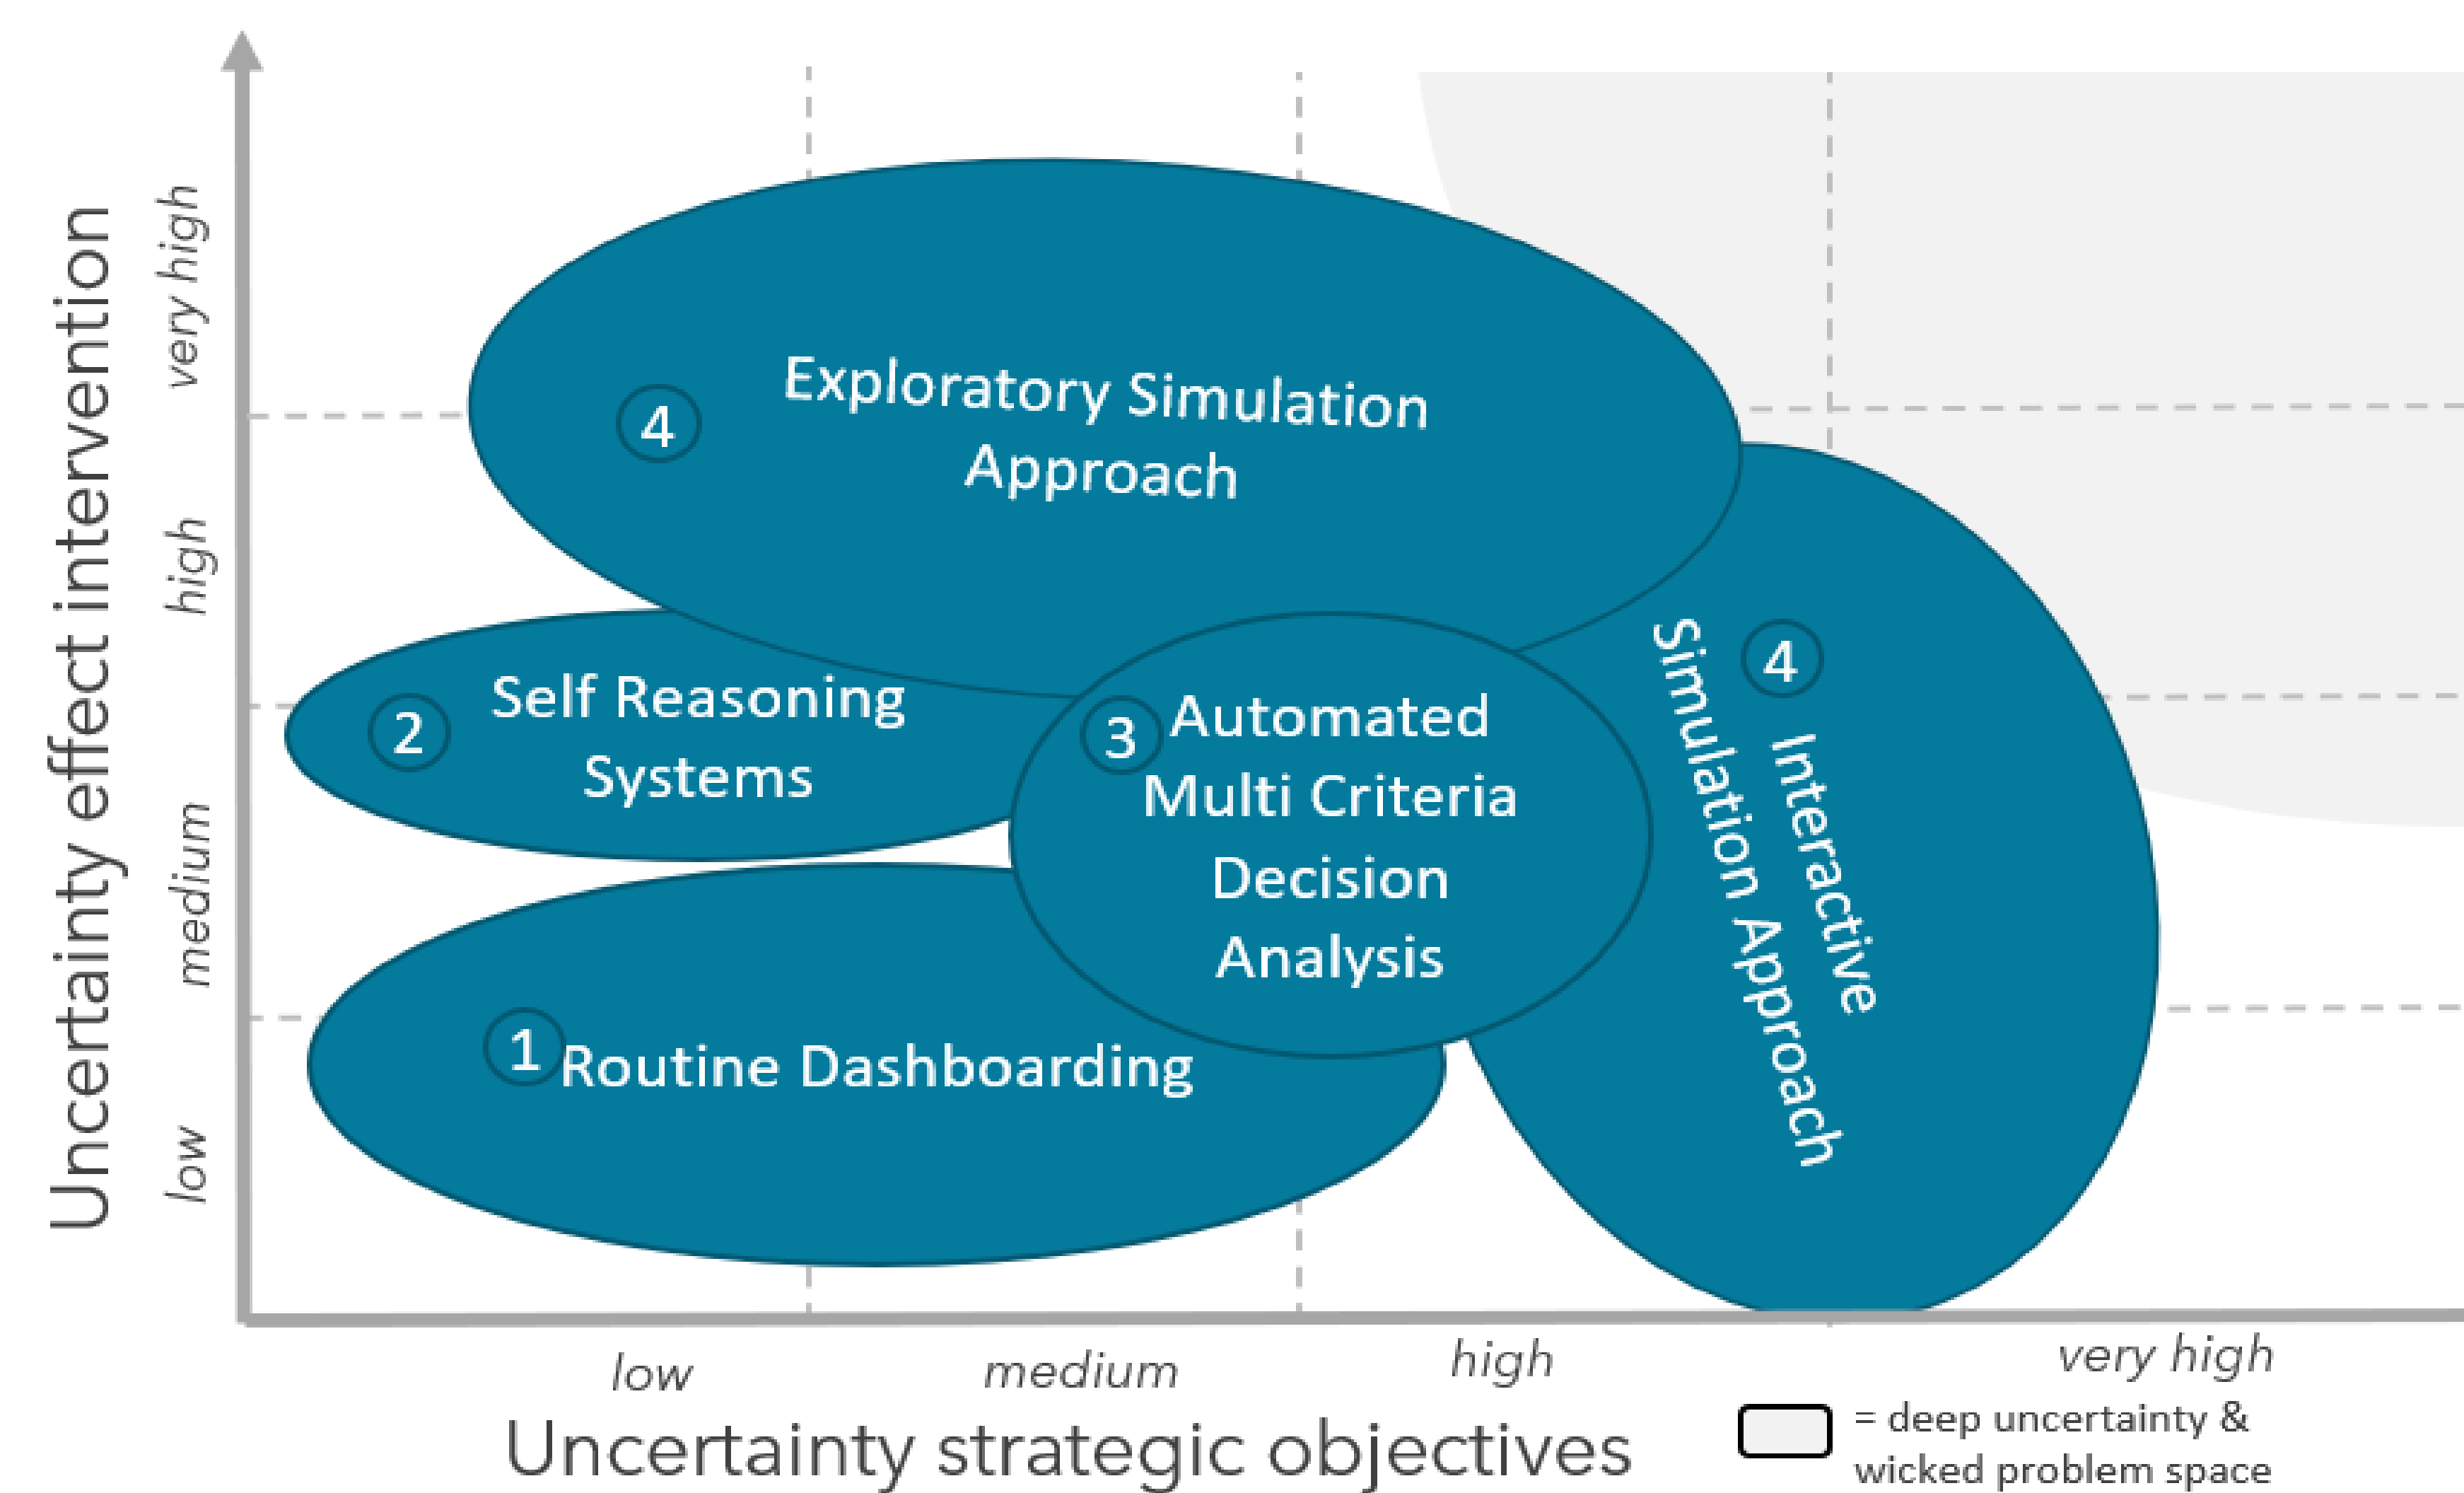 Uncertainty effect intervention
very high
high
medium
low
4
Exploratory Simulation
Approach
2
Self Reasoning
Systems
3
Automated
Multi Criteria
Decision
Analysis
4
Interactive
Simulation Approach
1
Routine Dashboarding
low
medium
high
very high
Uncertainty strategic objectives
= deep uncertainty &
wicked problem space